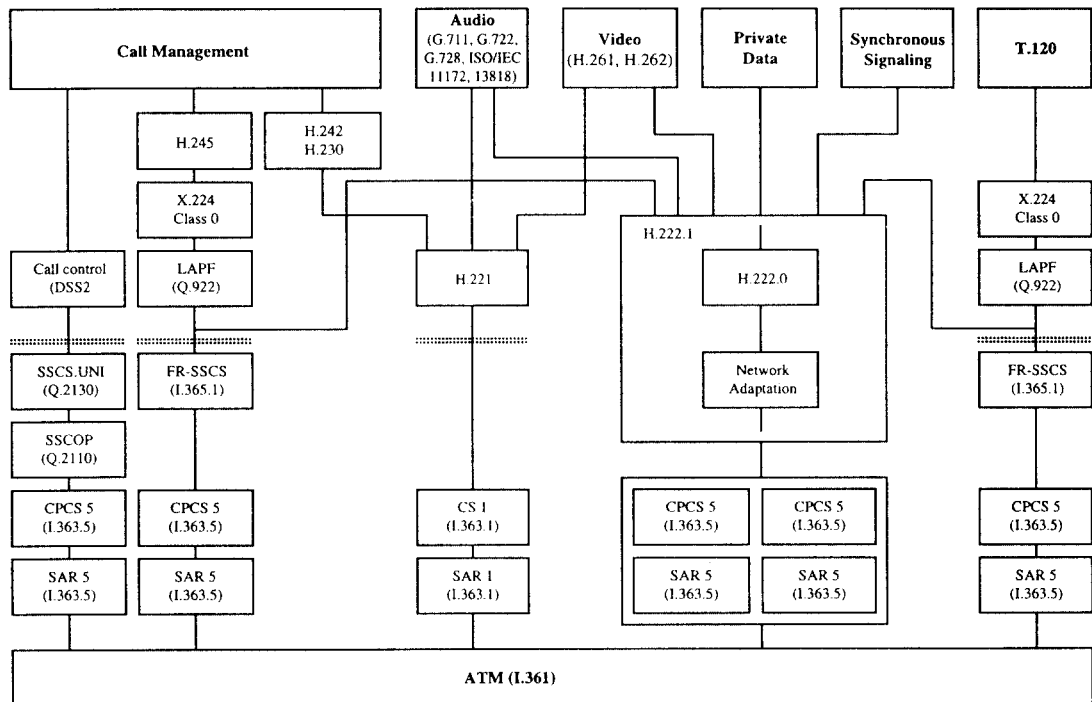 Call Management
Audio
(G.711, G.722,
G.728, ISO/IEC
11172, 13818)
Video
(H.261, H.262)
Private
Data
Synchronous
Signaling
T.120
H.245
H.242
H.230
X.224
Class 0
X.224
Class 0
H.222.1
Call control
(DSS2
LAPF
(Q.922)
H.221
H.222.0
LAPF
(Q.922)
SSCS.UNI
(Q.2130)
FR-SSCS
(I.365.1)
Network
Adaptation
FR-SSCS
(I.365.1)
SSCOP
(Q.2110)
CPCS 5
(I.363.5)
CPCS 5
(I.363.5)
CS 1
(I.363.1)
CPCS 5
(I.363.5)
CPCS 5
(I.363.5)
CPCS 5
(I.363.5)
SAR 5
(I.363.5)
SAR 5
(I.363.5)
SAR 1
(I.363.1)
SAR 5
(I.363.5)
SAR 5
(I.363.5)
SAR 5
(I.363.5)
ATM (I.361)